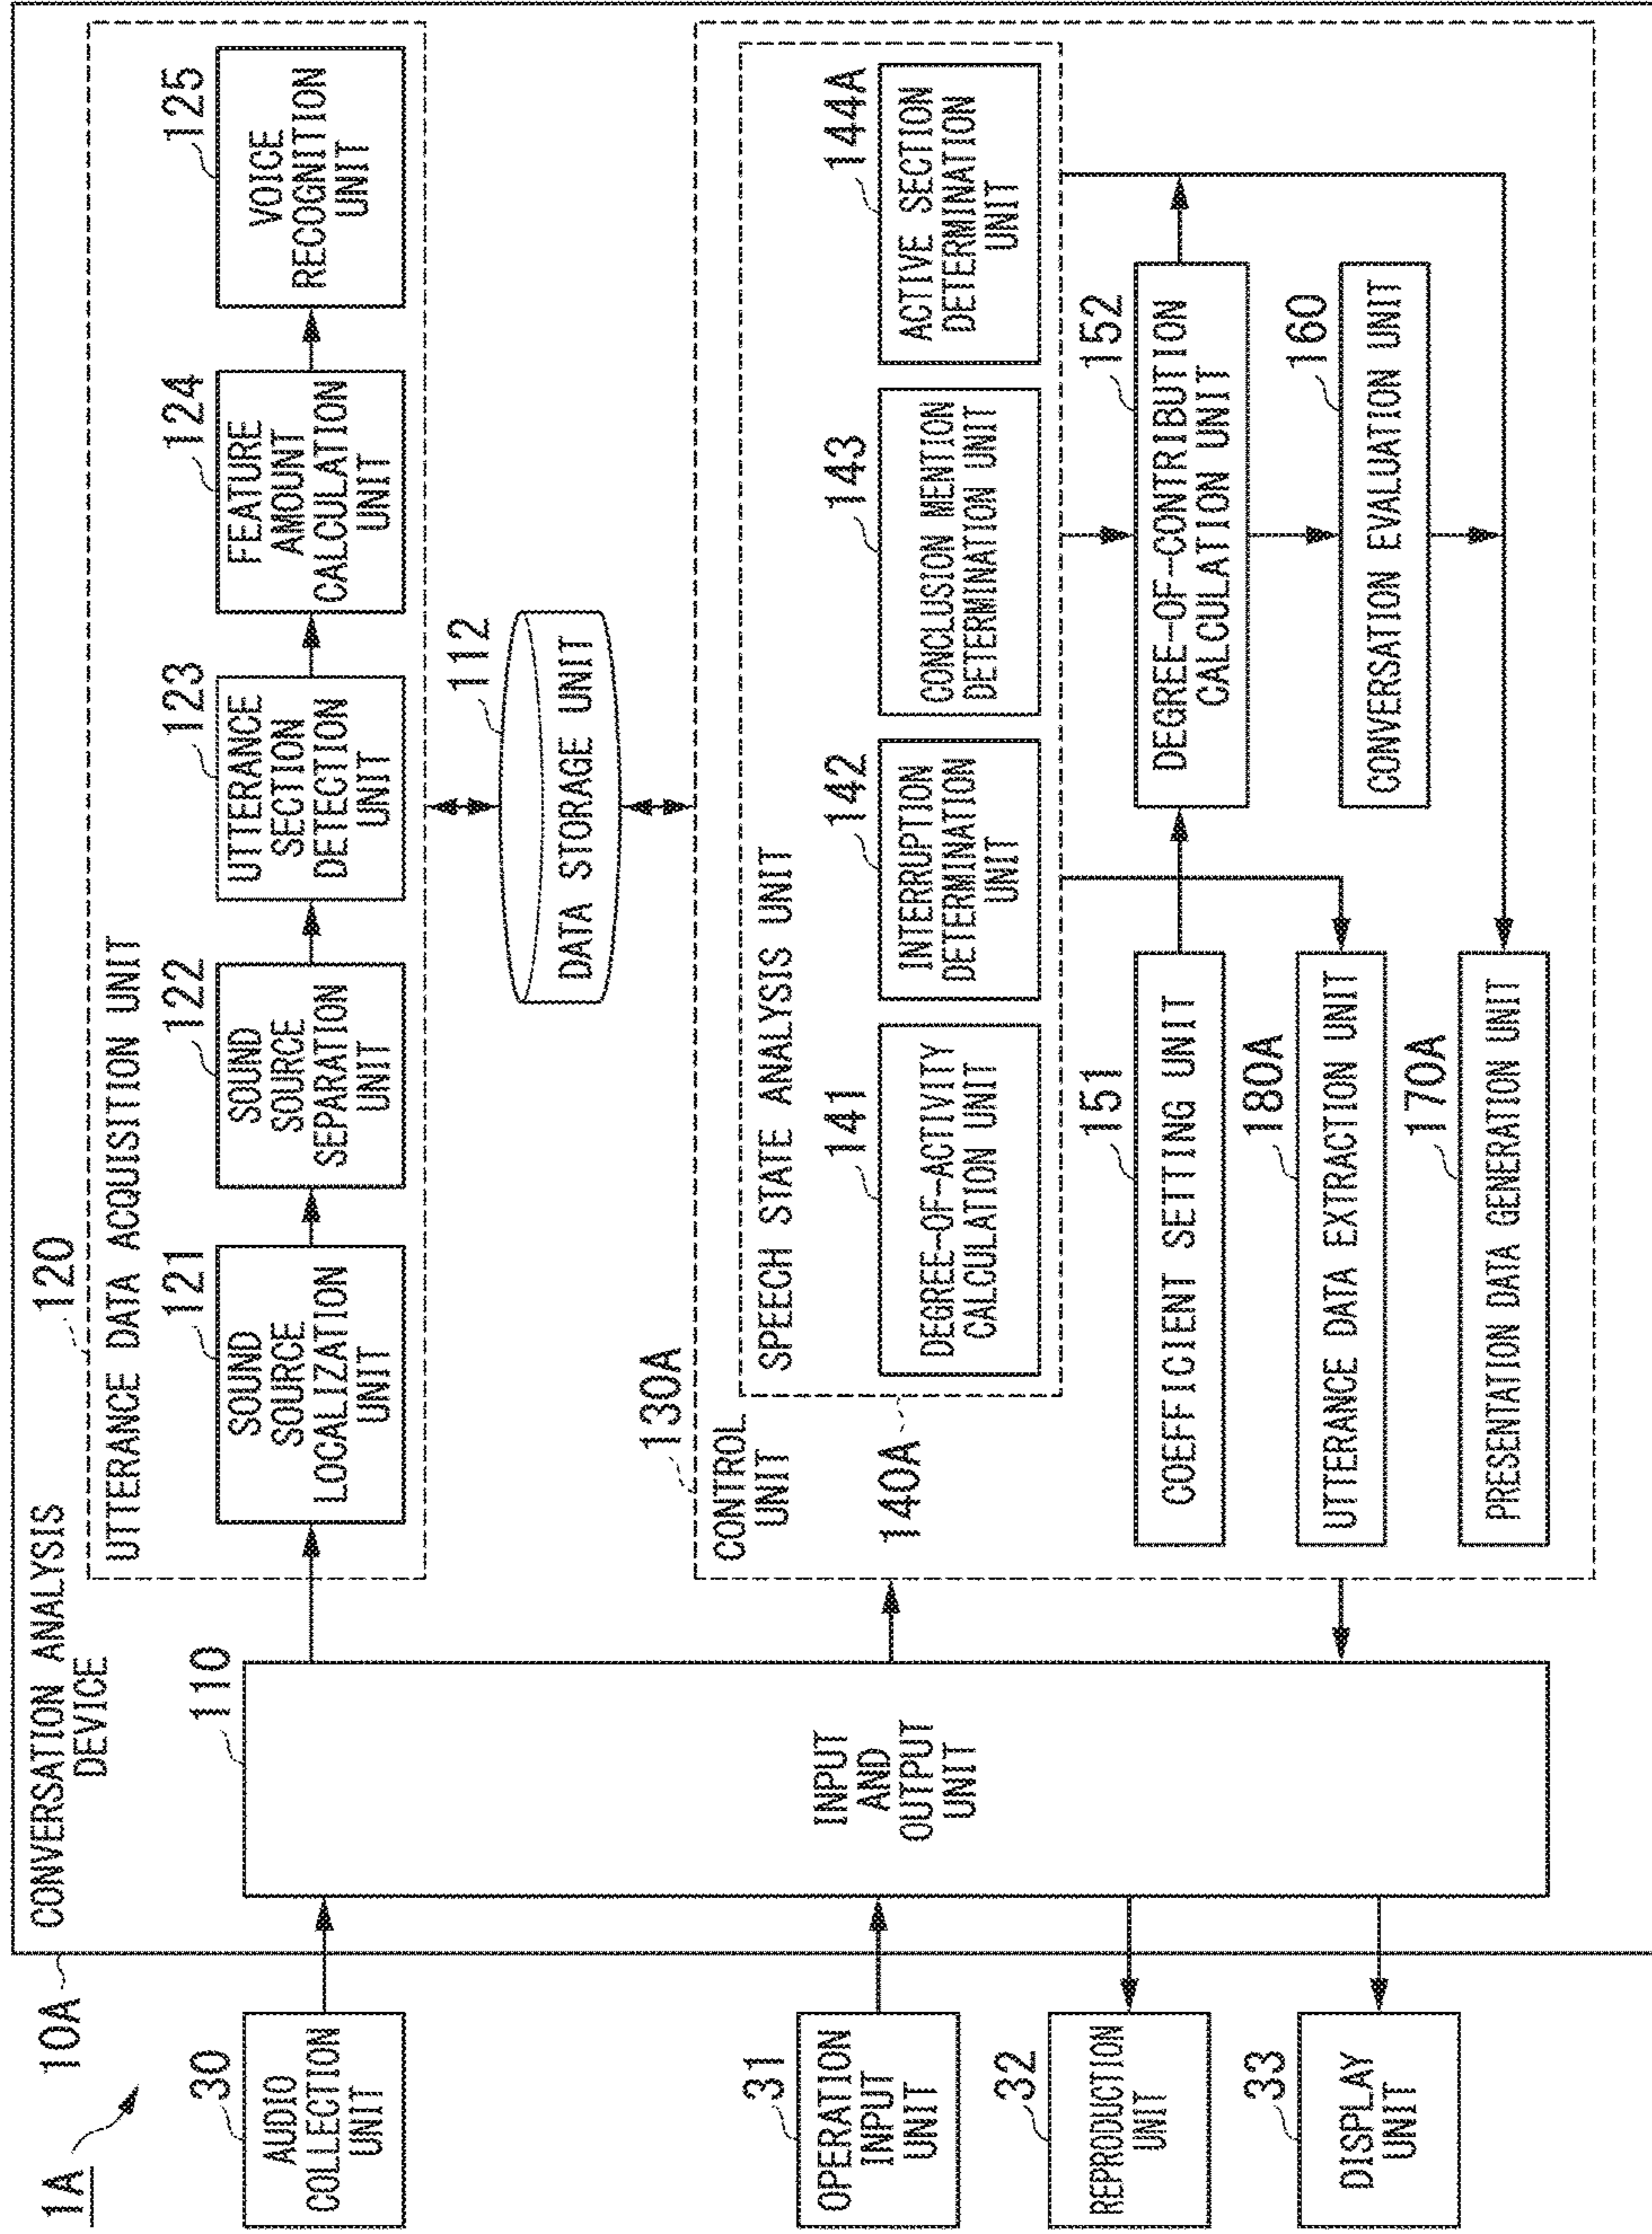 1A
10A
CONVERSATION ANALYSIS
DEVICE
30
AUDIO
COLLECTION
UNIT
31
OPERATION
INPUT
UNIT
32
REPRODUCTION
UNIT
33
DISPLAY
UNIT
110
INPUT
AND
OUTPUT
UNIT
120
UTTERANCE DATA ACQUISITION UNIT
121
SOUND
SOURCE
LOCALIZATION
UNIT
122
SOUND
SOURCE
SEPARATION
UNIT
123
UTTERANCE
SECTION
DETECTION
UNIT
124
FEATURE
AMOUNT
CALCULATION
UNIT
125
VOICE
RECOGNITION
UNIT
112
DATA STORAGE UNIT
130A
CONTROL
UNIT
140A
SPEECH STATE ANALYSIS UNIT
141
DEGREE-OF-ACTIVITY
CALCULATION UNIT
142
INTERRUPTION
DETERMINATION
UNIT
143
CONCLUSION MENTION
DETERMINATION UNIT
144A
ACTIVE SECTION
DETERMINATION
UNIT
151
COEFFICIENT SETTING UNIT
152
DEGREE-OF-CONTRIBUTION
CALCULATION UNIT
180A
UTTERANCE DATA EXTRACTION UNIT
160
CONVERSATION EVALUATION UNIT
170A
PRESENTATION DATA GENERATION UNIT